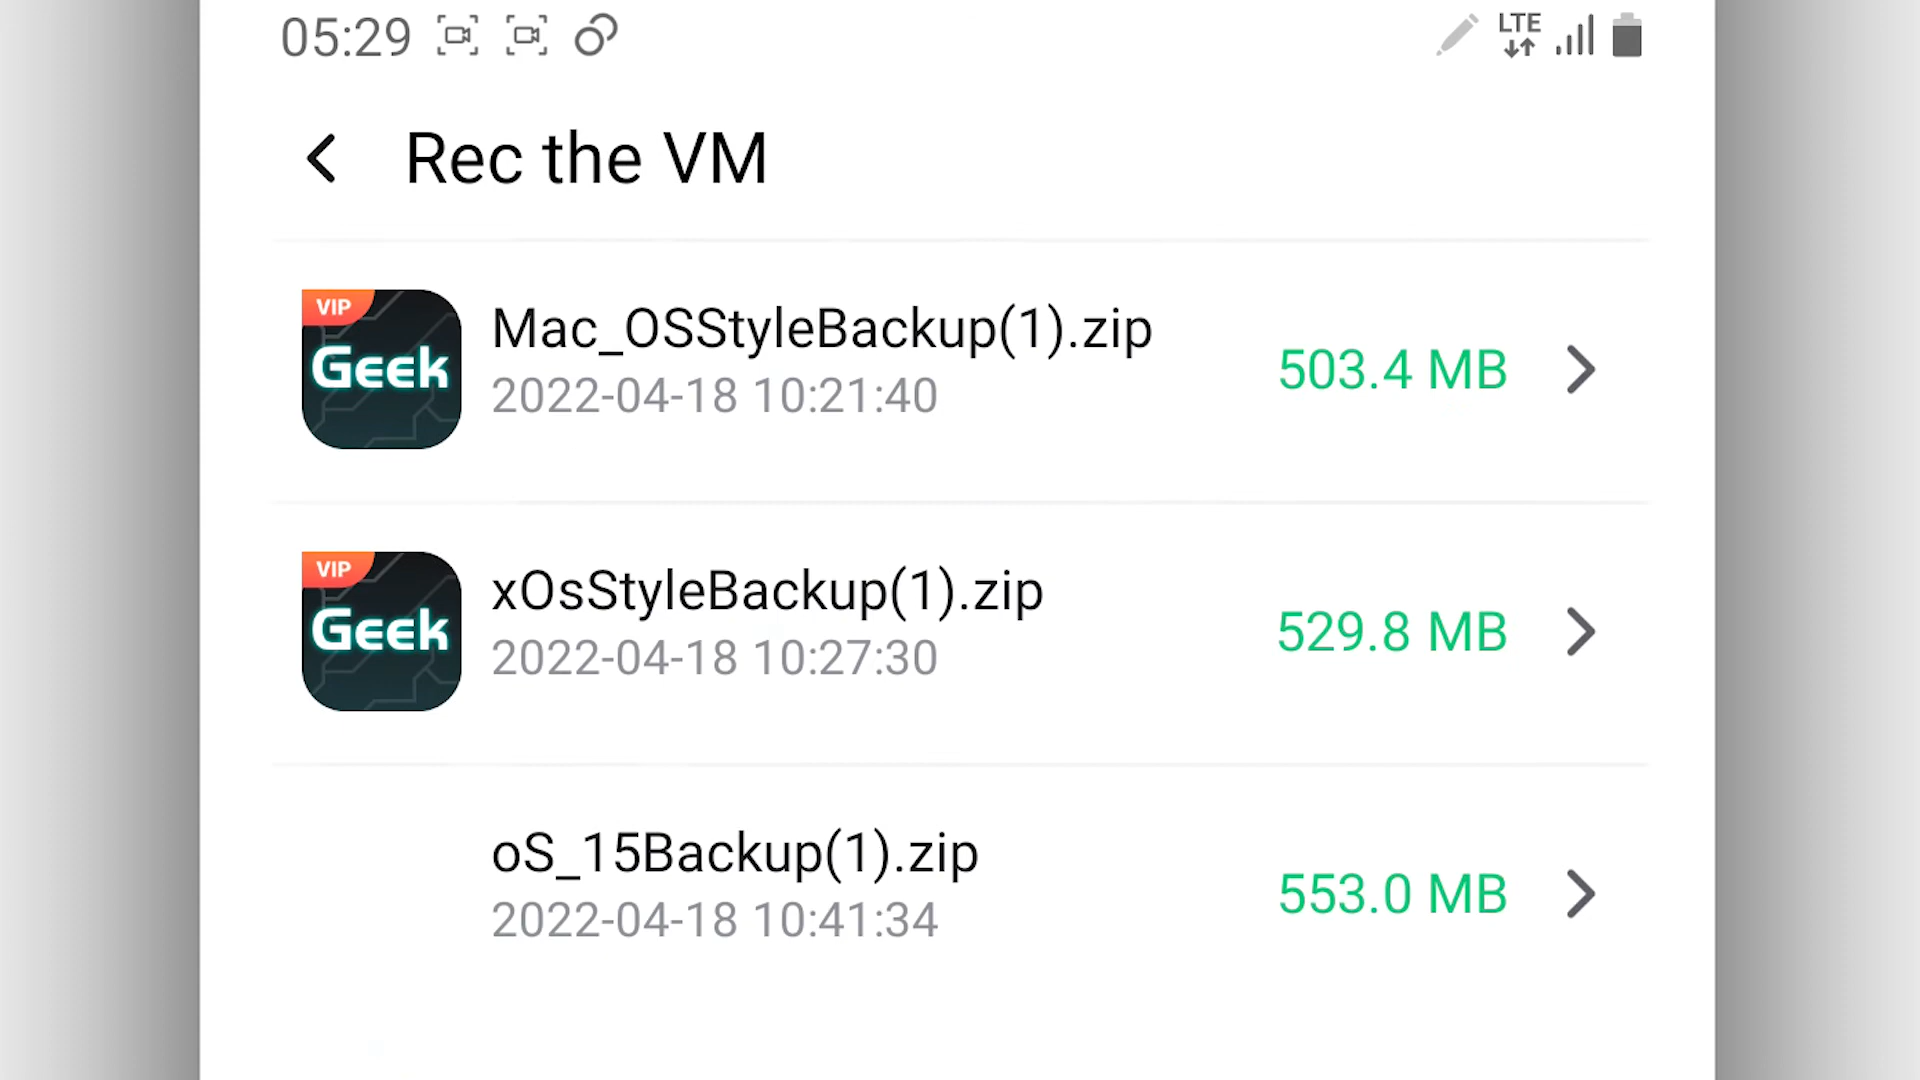 05:29
LTE
Rec the VM
VIP
Geek
Mac_OSStyleBackup(1).zip
2022-04-18 10:21:40
503.4 MB
VIP
Geek
xOsStyleBackup(1).zip
2022-04-18 10:27:30
529.8 MB
oS_15Backup(1).zip
2022-04-18 10:41:34
553.0 MB